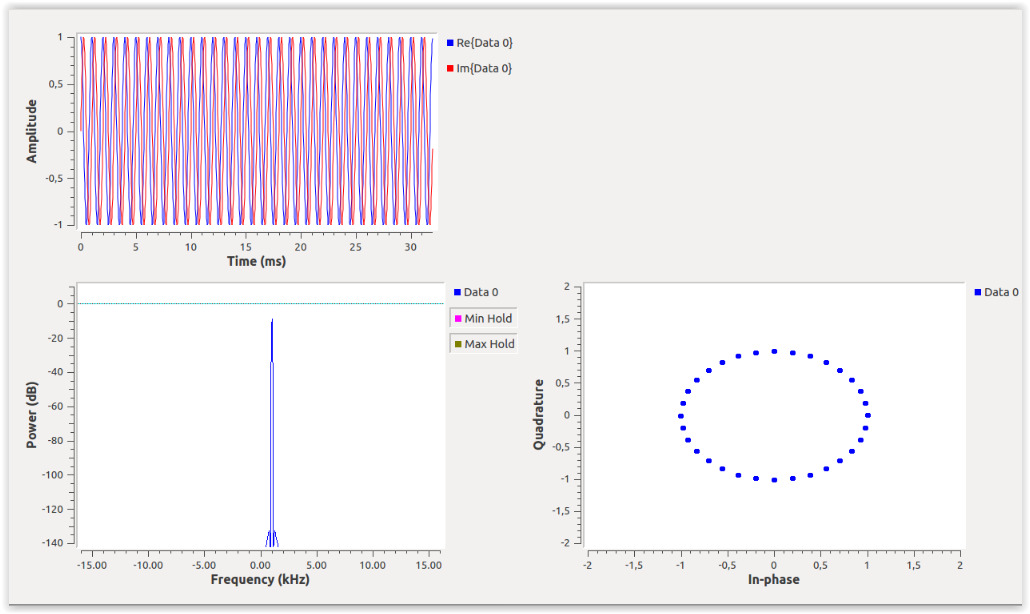 1
0,5
0
-0,5
-1
Amplitude
0 5 10 15 20 25 30
Time (ms)
Re{Data 0}
Im{Data 0}
0
-20
-40
-60
-80
-100
-120
-140
Power (dB)
-15.00 -10.00 -5.00 0.00 5.00 10.00 15.00
Frequency (kHz)
Data 0
Min Hold
Max Hold
2
1,5
1
0,5
0
-0,5
-1
-1,5
-2
Quadrature
-2 -1,5 -1 -0,5 0 0,5 1 1,5 2
In-phase
Data 0